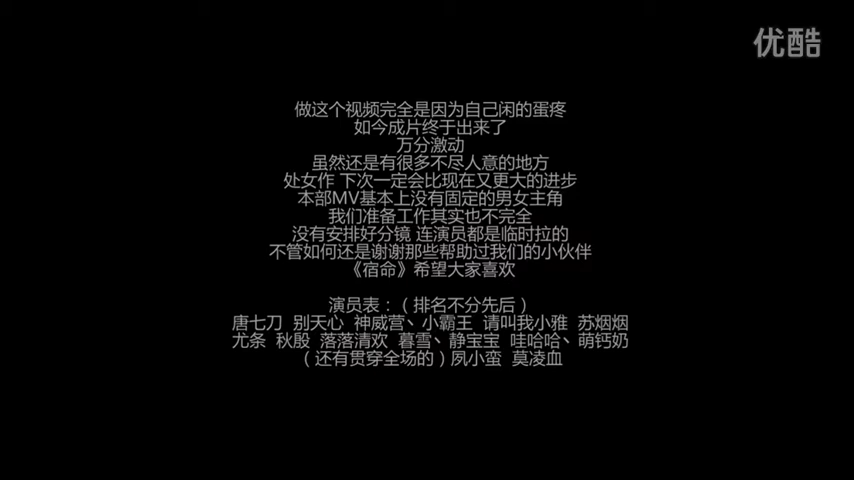 优酷
做这个视频完全是因为自己闲的蛋疼
如今成片终于出来了
万分激动
虽然还是有很多不尽人意的地方
处女作 下次一定会比现在又更大的进步
本部MV基本上没有固定的男女主角
我们准备工作其实也不完全
没有安排好分镜 连演员都是临时拉的
不管如何还是谢谢那些帮助过我们的小伙伴
《宿命》希望大家喜欢
演员表：（排名不分先后）
唐七刀 别天心 神威营、小霸王 请叫我小雅 苏烟烟
尤条 秋殷 落落清欢 暮雪、静宝宝 哇哈哈、萌钙奶
（还有贯穿全场的）夙小蛮 莫凌血